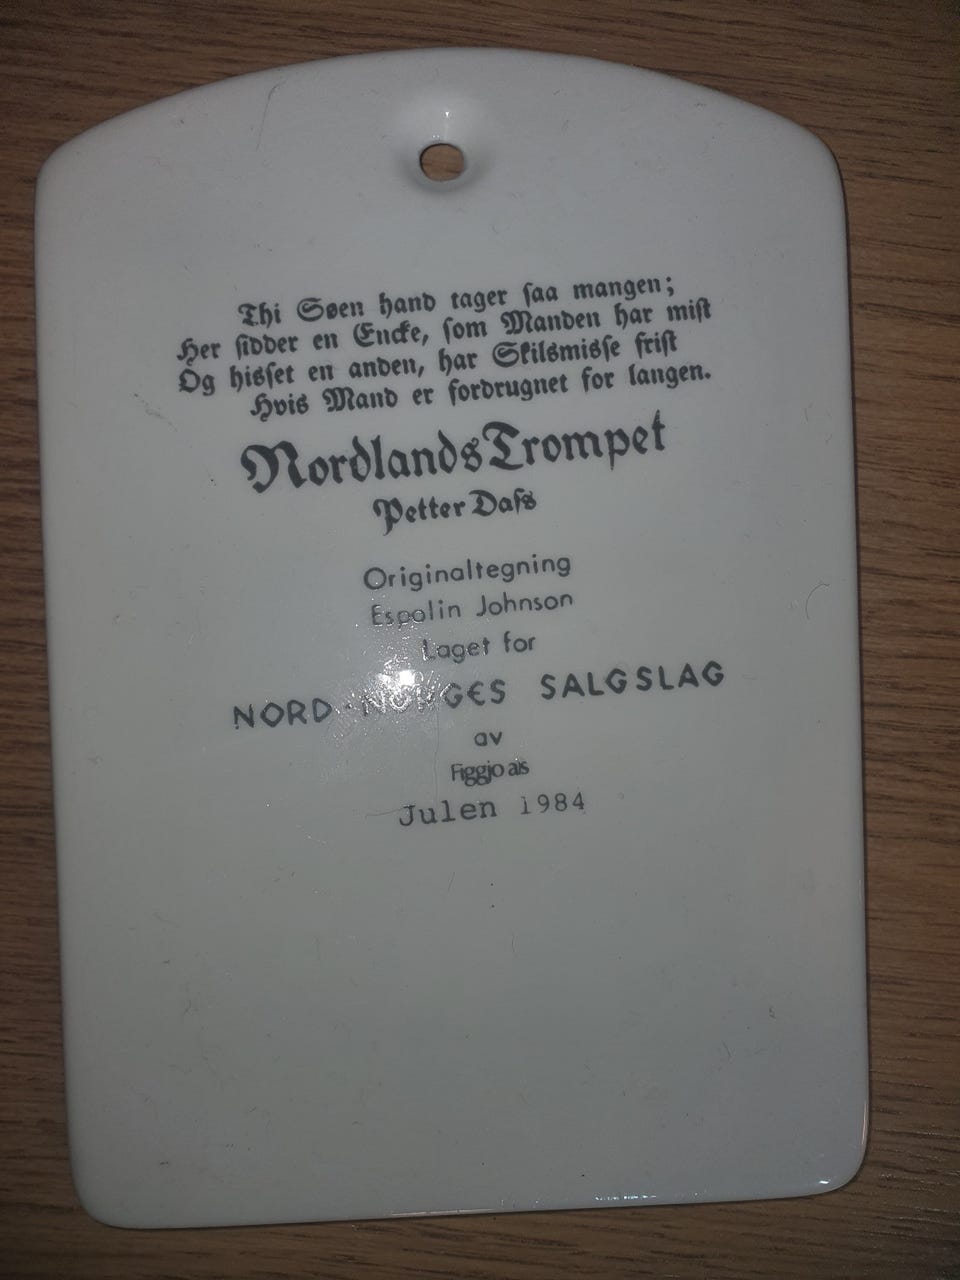 Thi Søen hand tager saa mangen;
Her sidder en Encke, som Manden har mist
Og hisset en anden, har Skilsmisse frist
Hvis Mand er fordrugnet for langen.
NordlandsTrompet
Petter Dass
Originaltegning
Espolin Johnson
Laget for
NORD-NORGES SALGSLAG
av
Figgjo a/s
Julen 1984